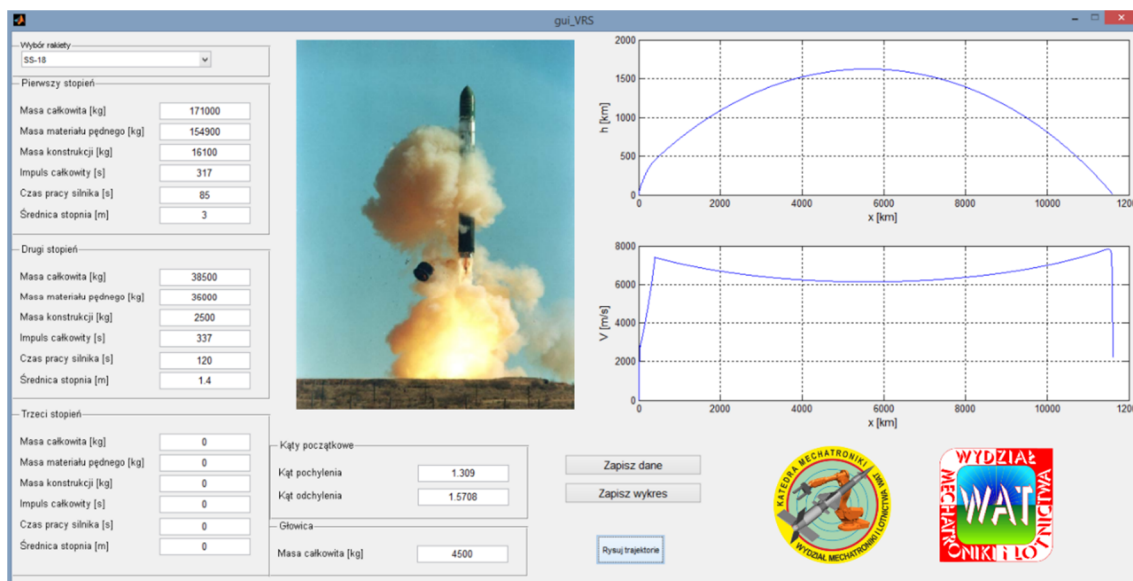 gui_VRS
Wybór rakiety
SS-18
Pierwszy stopień
Masa całkowita [kg] 171000
Masa materiału pędnego [kg] 154900
Masa konstrukcji [kg] 16100
Impuls całkowity [s] 317
Czas pracy silnika [s] 85
Średnica stopnia [m] 3
Drugi stopień
Masa całkowita [kg] 38500
Masa materiału pędnego [kg] 36000
Masa konstrukcji [kg] 2500
Impuls całkowity [s] 337
Czas pracy silnika [s] 120
Średnica stopnia [m] 1.4
Trzeci stopień
Masa całkowita [kg] 0
Masa materiału pędnego [kg] 0
Masa konstrukcji [kg] 0
Impuls całkowity [s] 0
Czas pracy silnika [s] 0
Średnica stopnia [m] 0
Kąty początkowe
Kąt pochylenia 1.309
Kąt odchylenia 1.5708
Głowica
Masa całkowita [kg] 4500
2000
1500
1000
500
0
h [km]
0 2000 4000 6000 8000 10000 1200
x [km]
8000
6000
4000
2000
0
V [m/s]
0 2000 4000 6000 8000 10000 1200
x [km]
Zapisz dane
Zapisz wykres
Rysuj trajektorie
KATEDRA MECHATRONIKI
WYDZIAŁ MECHATRONIKI I LOTNICTWA WAT
WYDZIAŁ
MECHATRONIKI I LOTNICTWA
WAT